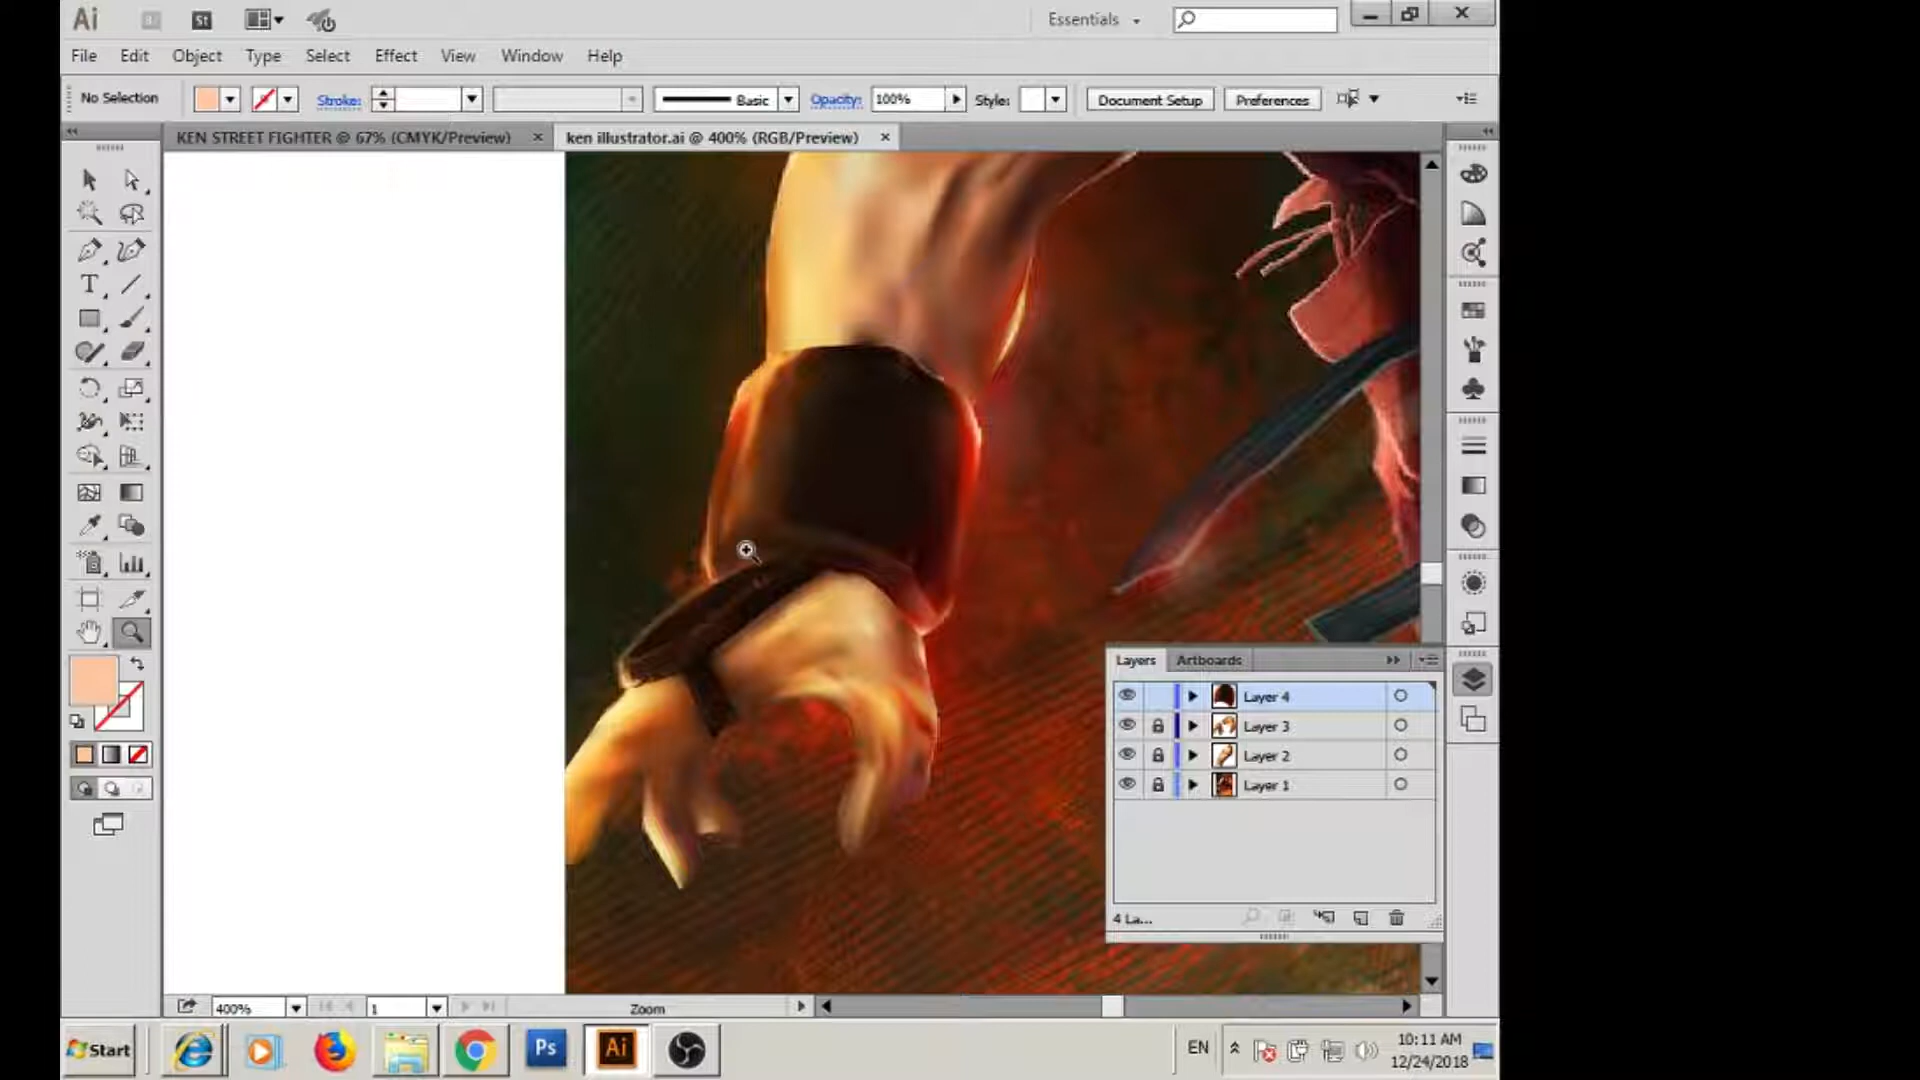 Ai
Br
St
Essentials
File Edit Object Type Select Effect View Window Help
No Selection
Stroke:
Basic
Opacity:
100%
Style:
Document Setup
Preferences
KEN STREET FIGHTER @ 67% (CMYK/Preview)
ken illustrator.ai @ 400% (RGB/Preview)
T
Layers
Artboards
Layer 4
Layer 3
Layer 2
Layer 1
4 La...
400%
1
Zoom
Start
Ps
Ai
EN
10:11 AM
12/24/2018